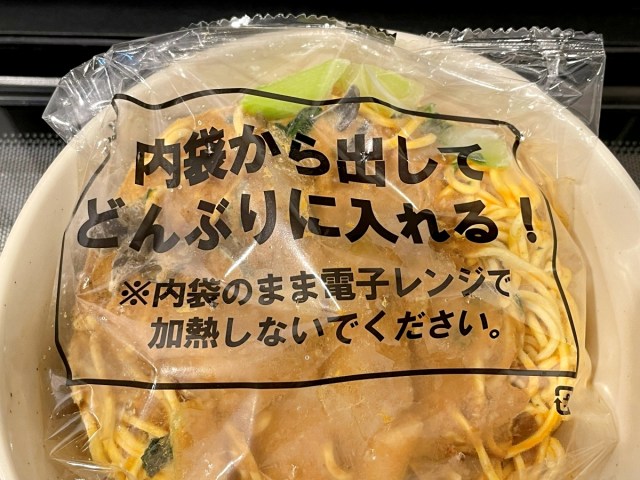 内袋から出して
どんぶりに入れる！
※内袋のまま電子レンジで
加熱しないでください。